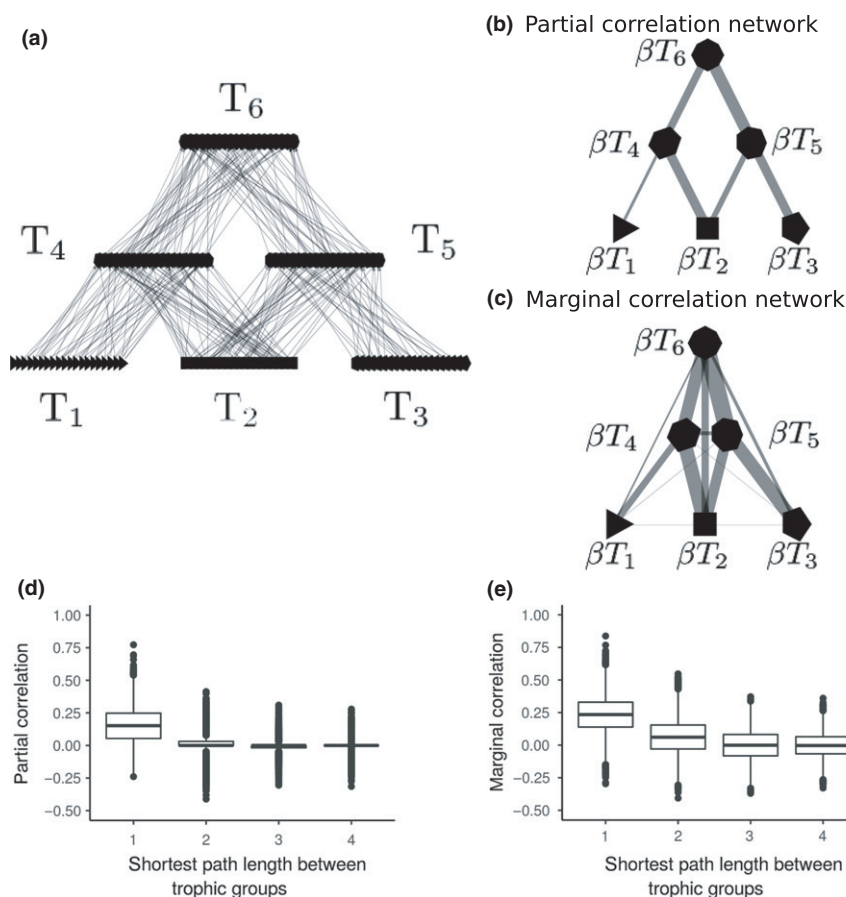 (a)
T6
T4
T5
T1
T2
T3
(b) Partial correlation network
βT6
βT4
βT5
βT1
βT2
βT3
(c) Marginal correlation network
βT6
βT4
βT5
βT1
βT2
βT3
(d)
Partial correlation
1.00
0.75
0.50
0.25
0.00
−0.25
−0.50
1 2 3 4
Shortest path length between
trophic groups
(e)
Marginal correlation
1.00
0.75
0.50
0.25
0.00
−0.25
−0.50
1 2 3 4
Shortest path length between
trophic groups